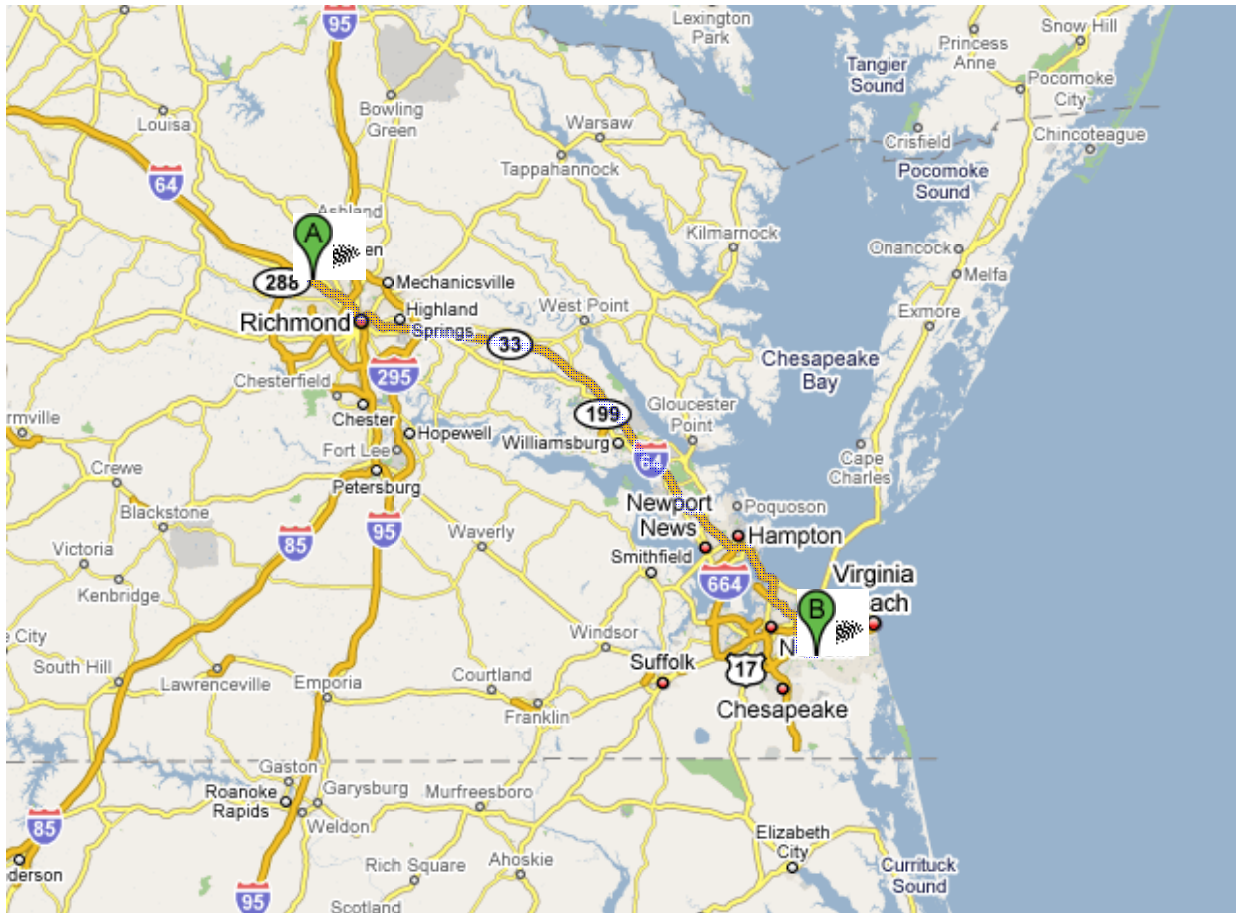 95
Lexington
Park
Princess
Anne
Snow Hill
Tangier
Sound
Pocomoke
City
Bowling
Green
Louisa
Warsaw
Crisfield
Chincoteague
Tappahannock
Pocomoke
Sound
64
Ashland
A
Kilmarnock
Onancock
Melfa
288
Mechanicsville
Highland
Springs
West Point
Exmore
Richmond
33
Chesapeake
Bay
295
Chesterfield
Chester
199
Gloucester
Point
Hopewell
Williamsburg
Fort Lee
64
Cape
Charles
Crewe
Petersburg
Newport
News
Poquoson
Blackstone
95
Waverly
Hampton
85
Victoria
Smithfield
664
Virginia
Kenbridge
B
Windsor
City
South Hill
Suffolk
17
Lawrenceville
Emporia
Courtland
Franklin
Chesapeake
Gaston
Roanoke
Rapids
Garysburg
Murfreesboro
Weldon
85
Elizabeth
City
Rich Square
Ahoskie
Currituck
Sound
95
Scotland